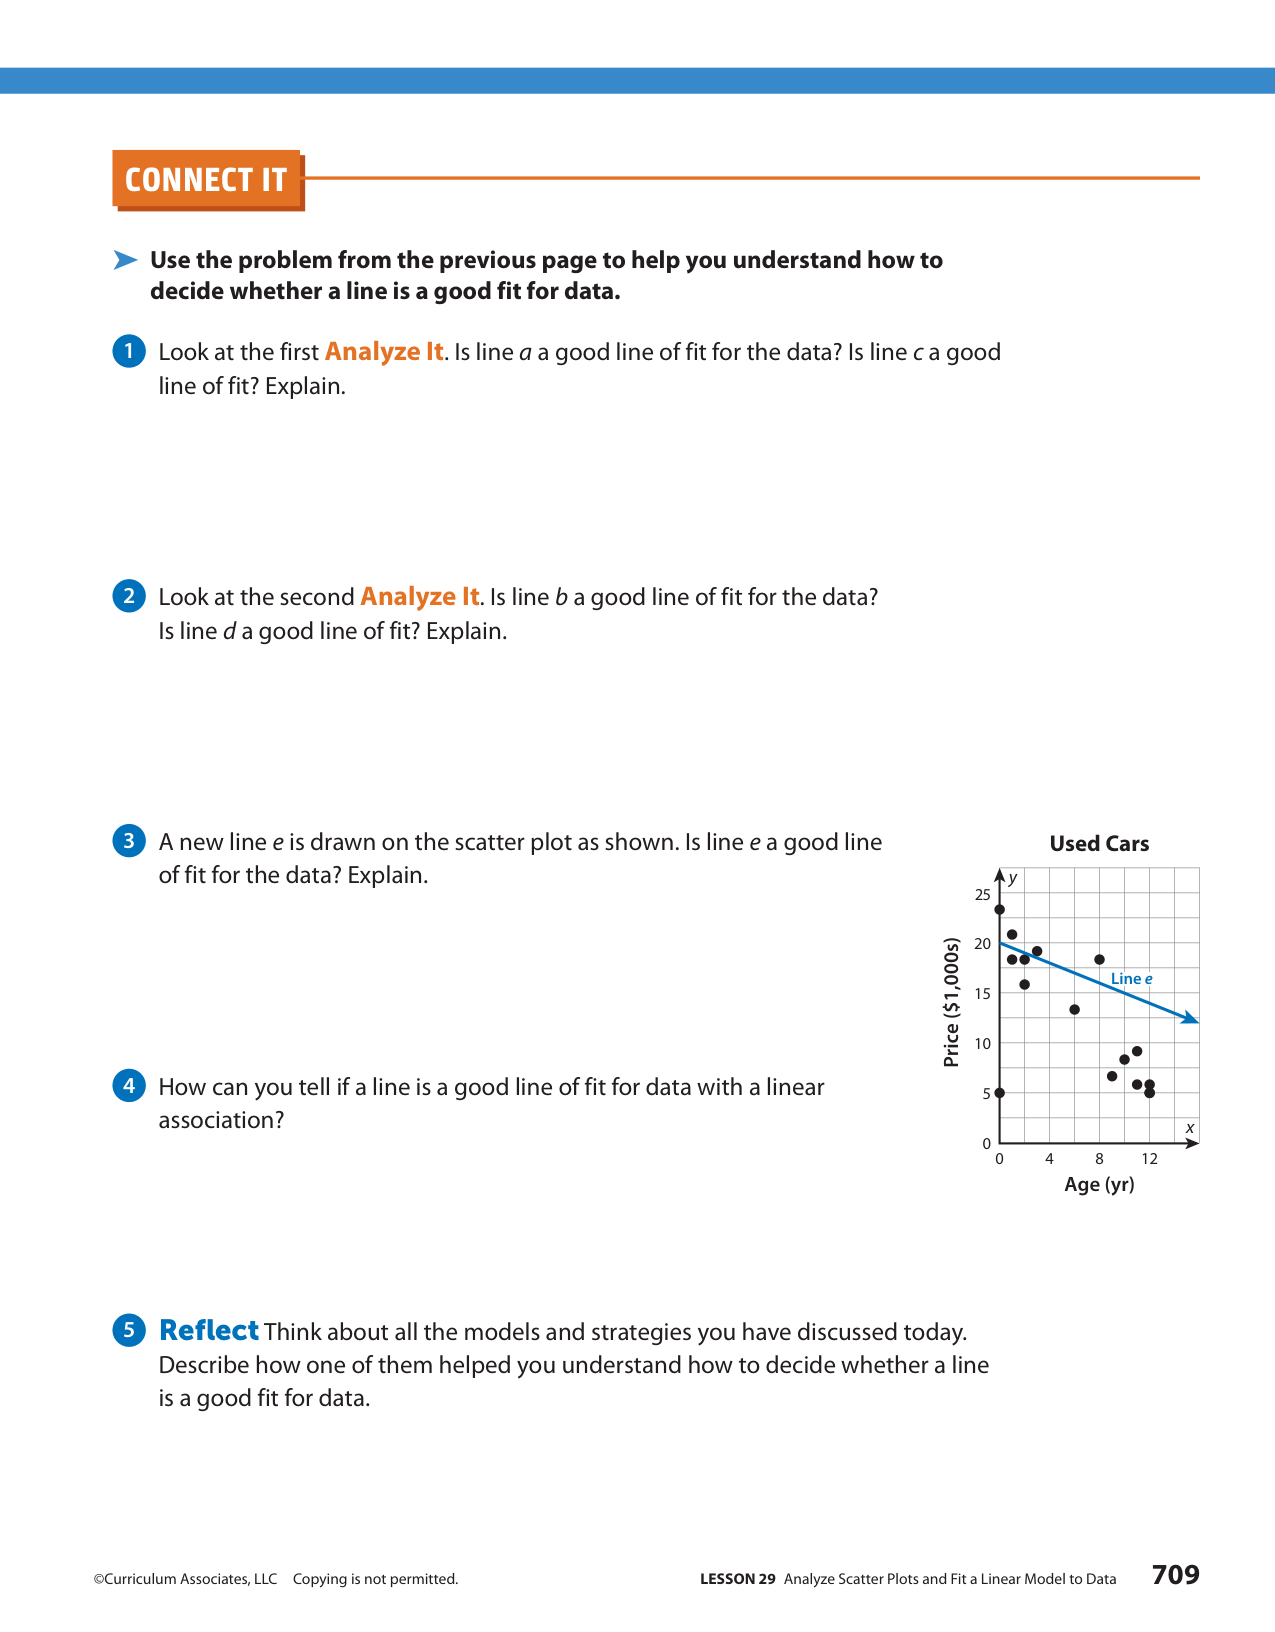 CONNECT IT
Use the problem from the previous page to help you understand how to
decide whether a line is a good fit for data.
1 Look at the first Analyze It. Is line a a good line of fit for the data? Is line c a good
line of fit? Explain.
2 Look at the second Analyze It. Is line b a good line of fit for the data?
Is line d a good line of fit? Explain.
3 A new line e is drawn on the scatter plot as shown. Is line e a good line
of fit for the data? Explain.
Used Cars
y
25
20
15
10
5
0
Price ($1,000s)
Line e
x
0 4 8 12
Age (yr)
4 How can you tell if a line is a good line of fit for data with a linear
association?
5 Reflect Think about all the models and strategies you have discussed today.
Describe how one of them helped you understand how to decide whether a line
is a good fit for data.
©Curriculum Associates, LLC Copying is not permitted.
LESSON 29 Analyze Scatter Plots and Fit a Linear Model to Data 709